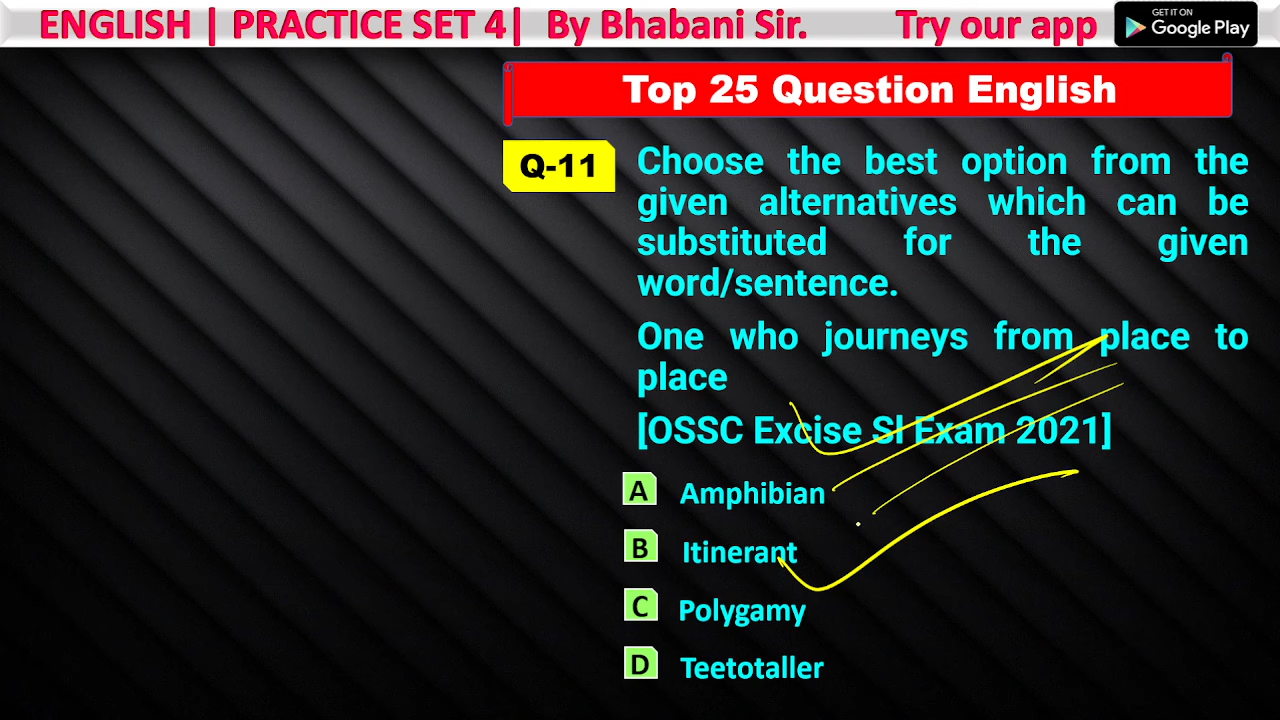 ENGLISH | PRACTICE SET 4| By Bhabani Sir. Try our app
GET IT ON
Google Play
Top 25 Question English
Q-11
Choose the best option from the
given alternatives which can be
substituted for the given
word/sentence.
One who journeys from place to
place
[OSSC Excise Sl Exam 2021]
A Amphibian
B Itinerant
C Polygamy
D Teetotaller